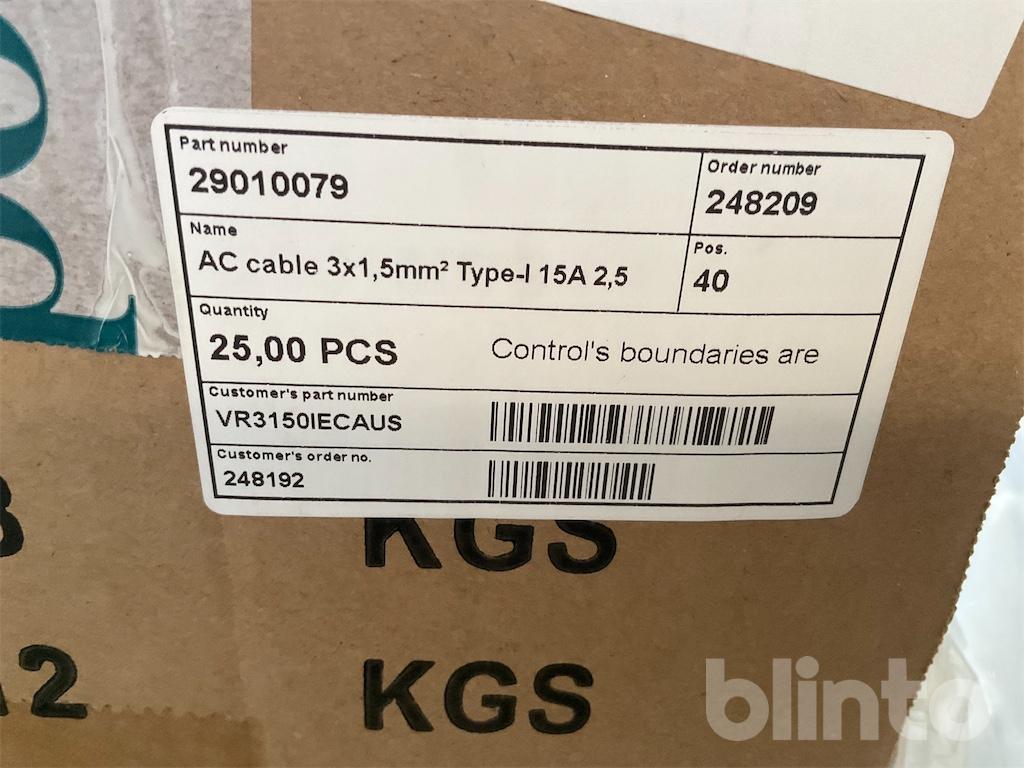 Part number
29010079
Order number
248209
Name
AC cable 3x1,5mm² Type-I 15A 2,5
Pos.
40
Quantity
25,00 PCS
Control's boundaries are
Customer's part number
VR3150IECAUS
Customer's order no.
248192
KGS
2 KGS
blinto